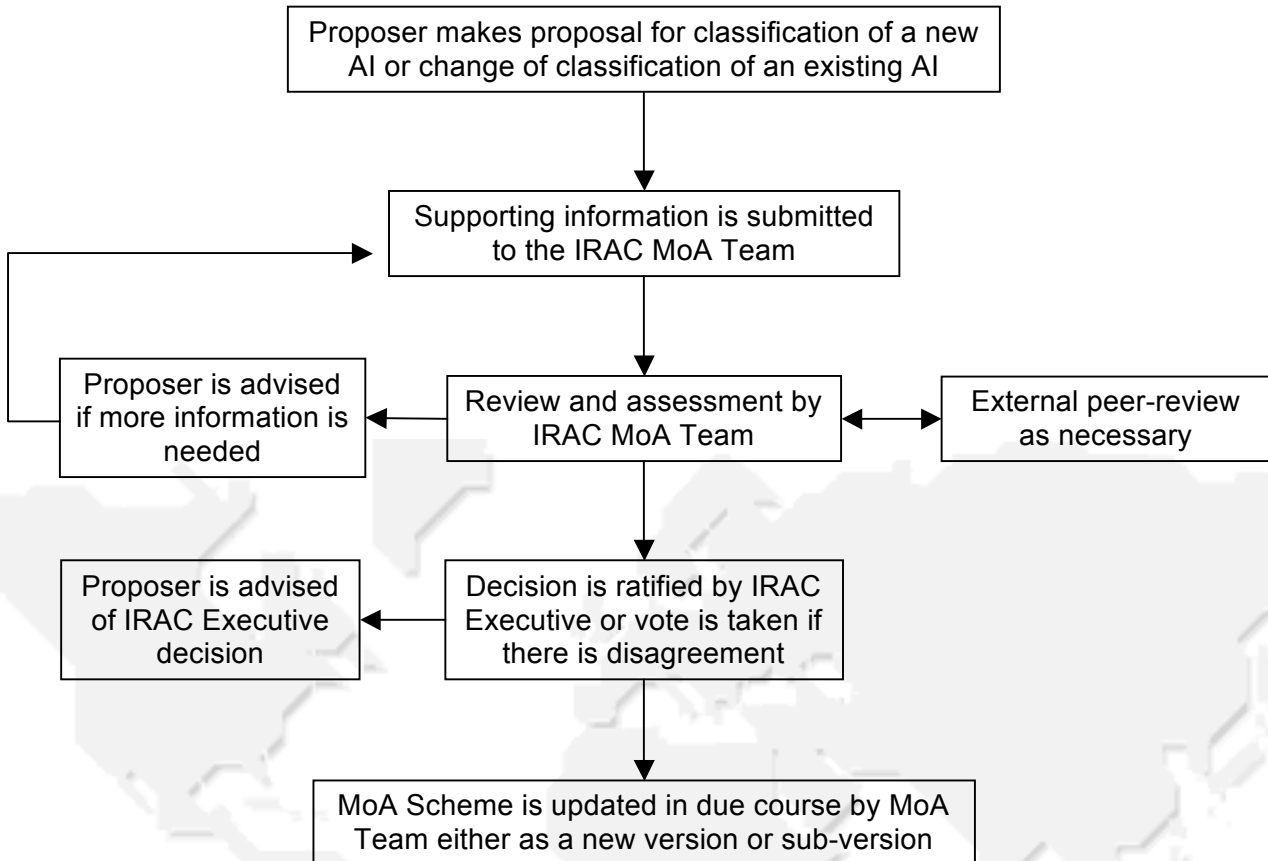 Proposer makes proposal for classification of a new
AI or change of classification of an existing AI
Supporting information is submitted
to the IRAC MoA Team
Proposer is advised
if more information is
needed
Review and assessment by
IRAC MoA Team
External peer-review
as necessary
Proposer is advised
of IRAC Executive
decision
Decision is ratified by IRAC
Executive or vote is taken if
there is disagreement
MoA Scheme is updated in due course by MoA
Team either as a new version or sub-version